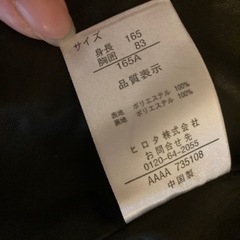 サイズ
身長 165
胸囲 83
165A
品質表示
表地 ポリエステル 100%
裏地 ポリエステル 100%
ヒロタ株式会社
お問合せ先
0120-64-2055
AAAA 735108
中国製